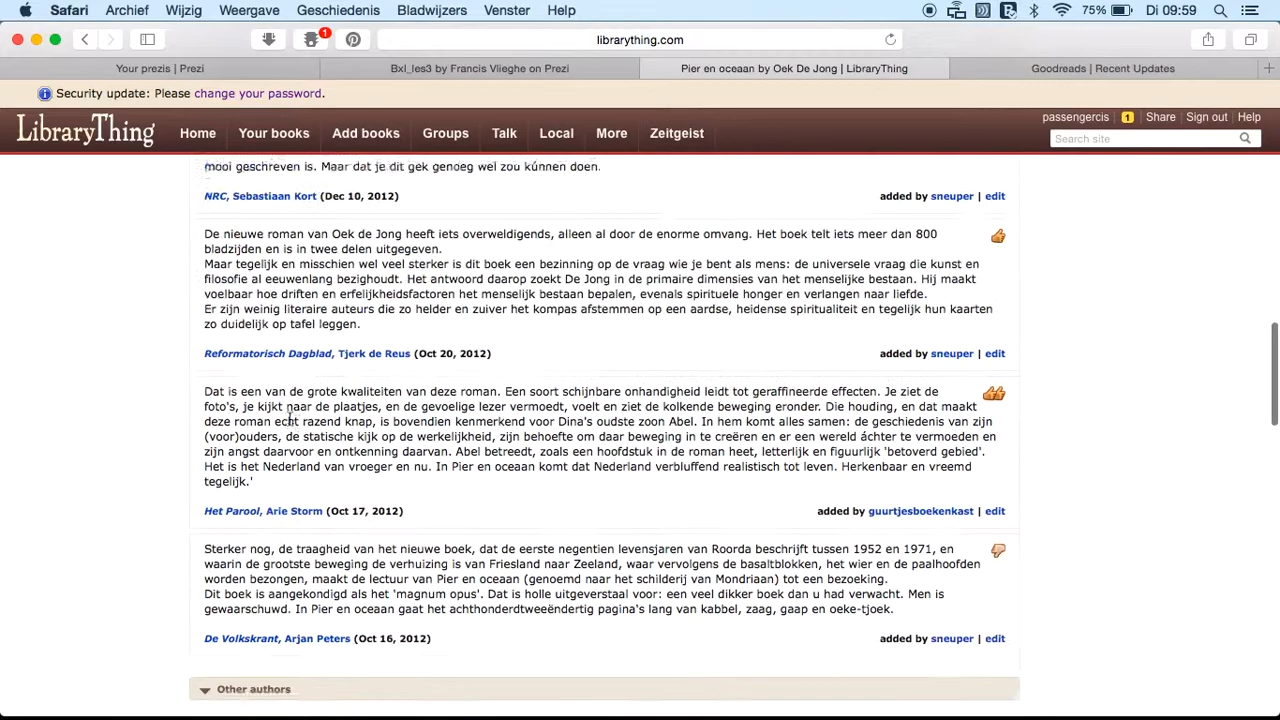 Safari Archief Wijzig Weergave Geschiedenis Bladwijzers Venster Help 75% Di 09:59
1 librarything.com
Your prezis | Prezi Bxl_les3 by Francis Vlieghe on Prezi Pier en oceaan by Oek De Jong | LibraryThing Goodreads | Recent Updates
Security update: Please change your password.
LibraryThing Home Your books Add books Groups Talk Local More Zeitgeist
passengercis 1 Share Sign out Help
Search site
mooi geschreven is. Maar dat je dit gek genoeg wel zou kúnnen doen.
NRC, Sebastiaan Kort (Dec 10, 2012) added by sneuper | edit
De nieuwe roman van Oek de Jong heeft iets overweldigends, alleen al door de enorme omvang. Het boek telt iets meer dan 800
bladzijden en is in twee delen uitgegeven.
Maar tegelijk en misschien wel veel sterker is dit boek een bezinning op de vraag wie je bent als mens: de universele vraag die kunst en
filosofie al eeuwenlang bezighoudt. Het antwoord daarop zoekt De Jong in de primaire dimensies van het menselijke bestaan. Hij maakt
voelbaar hoe driften en erfelijkheidsfactoren het menselijk bestaan bepalen, evenals spirituele honger en verlangen naar liefde.
Er zijn weinig literaire auteurs die zo helder en zuiver het kompas afstemmen op een aardse, heidense spiritualiteit en tegelijk hun kaarten
zo duidelijk op tafel leggen.
Reformatorisch Dagblad, Tjerk de Reus (Oct 20, 2012) added by sneuper | edit
Dat is een van de grote kwaliteiten van deze roman. Een soort schijnbare onhandigheid leidt tot geraffineerde effecten. Je ziet de
foto's, je kijkt naar de plaatjes, en de gevoelige lezer vermoedt, voelt en ziet de kolkende beweging eronder. Die houding, en dat maakt
deze roman echt razend knap, is bovendien kenmerkend voor Dina's oudste zoon Abel. In hem komt alles samen: de geschiedenis van zijn
(voor)ouders, de statische kijk op de werkelijkheid, zijn behoefte om daar beweging in te creëren en er een wereld áchter te vermoeden en
zijn angst daarvoor en ontkenning daarvan. Abel betreedt, zoals een hoofdstuk in de roman heet, letterlijk en figuurlijk 'betoverd gebied'.
Het is het Nederland van vroeger en nu. In Pier en oceaan komt dat Nederland verbluffend realistisch tot leven. Herkenbaar en vreemd
tegelijk.'
Het Parool, Arie Storm (Oct 17, 2012) added by guurtjesboekenkast | edit
Sterker nog, de traagheid van het nieuwe boek, dat de eerste negentien levensjaren van Roorda beschrijft tussen 1952 en 1971, en
waarin de grootste beweging de verhuizing is van Friesland naar Zeeland, waar vervolgens de basaltblokken, het wier en de paalhoofden
worden bezongen, maakt de lectuur van Pier en oceaan (genoemd naar het schilderij van Mondriaan) tot een bezoeking.
Dit boek is aangekondigd als het 'magnum opus'. Dat is holle uitgeverstaal voor: een veel dikker boek dan u had verwacht. Men is
gewaarschuwd. In Pier en oceaan gaat het achthonderdtweeëndertig pagina's lang van kabbel, zaag, gaap en oeke-tjoek.
De Volkskrant, Arjan Peters (Oct 16, 2012) added by sneuper | edit
Other authors